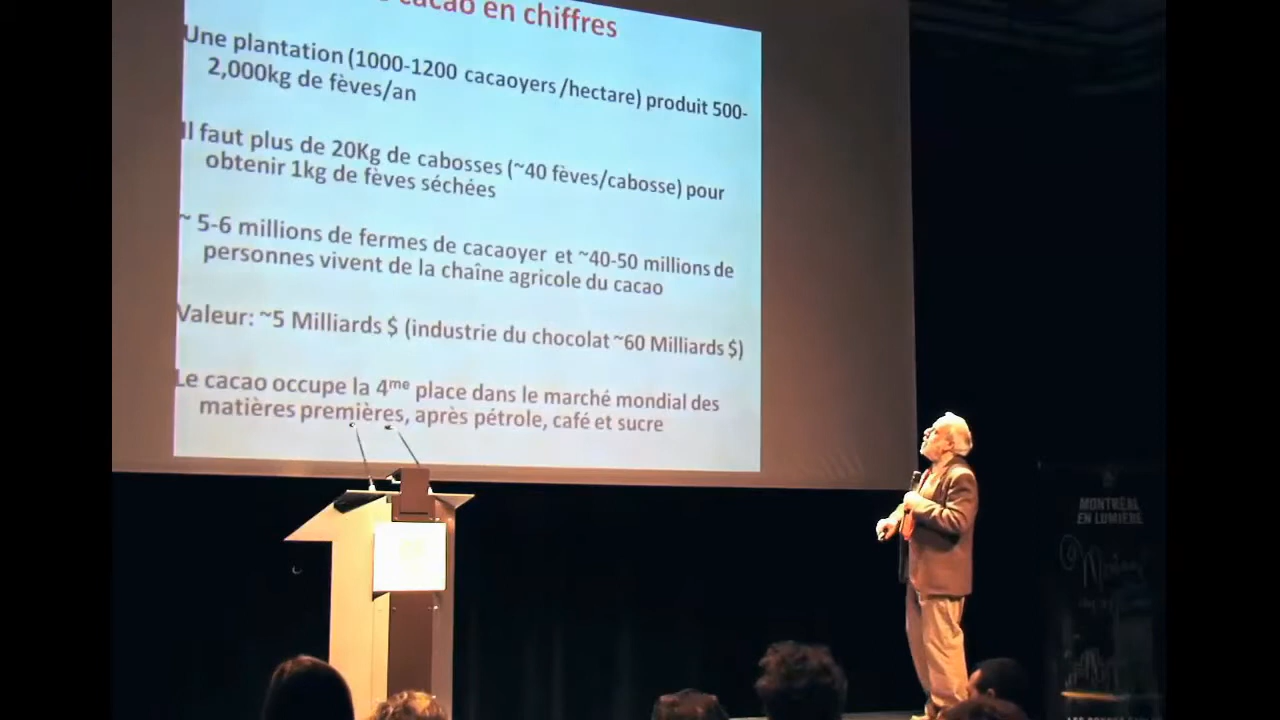 cacao en chiffres
Une plantation (1000-1200 cacaoyers /hectare) produit 500-
2,000kg de fèves/an
Il faut plus de 20Kg de cabosses (~40 fèves/cabosse) pour
obtenir 1kg de fèves séchées
~ 5-6 millions de fermes de cacaoyer et ~40-50 millions de
personnes vivent de la chaîne agricole du cacao
Valeur: ~5 Milliards $ (industrie du chocolat ~60 Milliards $)
Le cacao occupe la 4me place dans le marché mondial des
matières premières, après pétrole, café et sucre
MONTRÉAL
EN LUMIÈRE